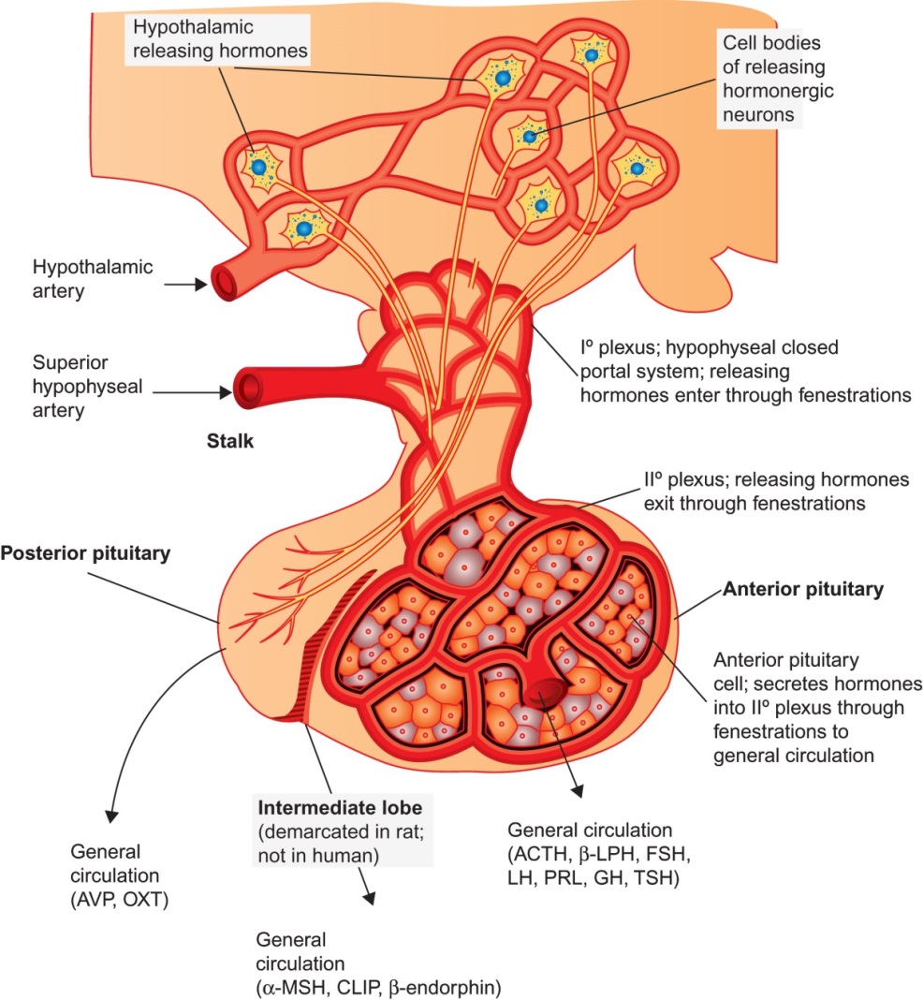 Hypothalamic
releasing hormones
Cell bodies
of releasing
hormonergic
neurons
Hypothalamic
artery
Superior
hypophyseal
artery
Stalk
Iº plexus; hypophyseal closed
portal system; releasing
hormones enter through fenestrations
IIº plexus; releasing hormones
exit through fenestrations
Posterior pituitary
Anterior pituitary
Anterior pituitary
cell; secretes hormones
into IIº plexus through
fenestrations to
general circulation
Intermediate lobe
(demarcated in rat;
not in human)
General circulation
(ACTH, β-LPH, FSH,
LH, PRL, GH, TSH)
General
circulation
(AVP, OXT)
General
circulation
(α-MSH, CLIP, β-endorphin)